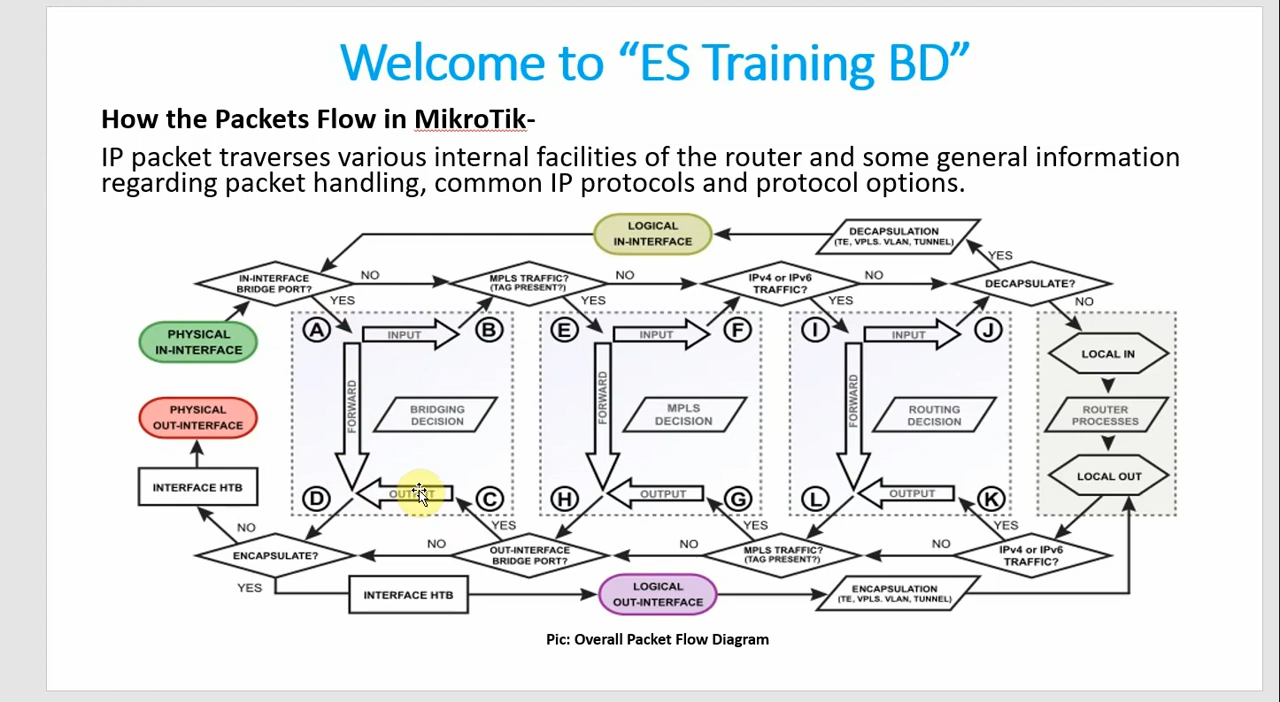 Welcome to “ES Training BD”
How the Packets Flow in MikroTik-
IP packet traverses various internal facilities of the router and some general information
regarding packet handling, common IP protocols and protocol options.
LOGICAL
IN-INTERFACE
DECAPSULATION
(TE, VPLS. VLAN, TUNNEL)
YES
IN-INTERFACE
BRIDGE PORT?
NO
MPLS TRAFFIC?
(TAG PRESENT?)
NO
IPv4 or IPv6
TRAFFIC?
NO
DECAPSULATE?
YES
YES
YES
NO
PHYSICAL
IN-INTERFACE
A
INPUT
B
E
INPUT
F
I
INPUT
J
LOCAL IN
FORWARD
BRIDGING
DECISION
FORWARD
MPLS
DECISION
FORWARD
ROUTING
DECISION
ROUTER
PROCESSES
PHYSICAL
OUT-INTERFACE
INTERFACE HTB
D
OUTPUT
C
H
OUTPUT
G
L
OUTPUT
K
LOCAL OUT
NO
YES
YES
YES
ENCAPSULATE?
NO
OUT-INTERFACE
BRIDGE PORT?
NO
MPLS TRAFFIC?
(TAG PRESENT?)
NO
IPv4 or IPv6
TRAFFIC?
YES
INTERFACE HTB
LOGICAL
OUT-INTERFACE
ENCAPSULATION
(TE, VPLS. VLAN, TUNNEL)
Pic: Overall Packet Flow Diagram